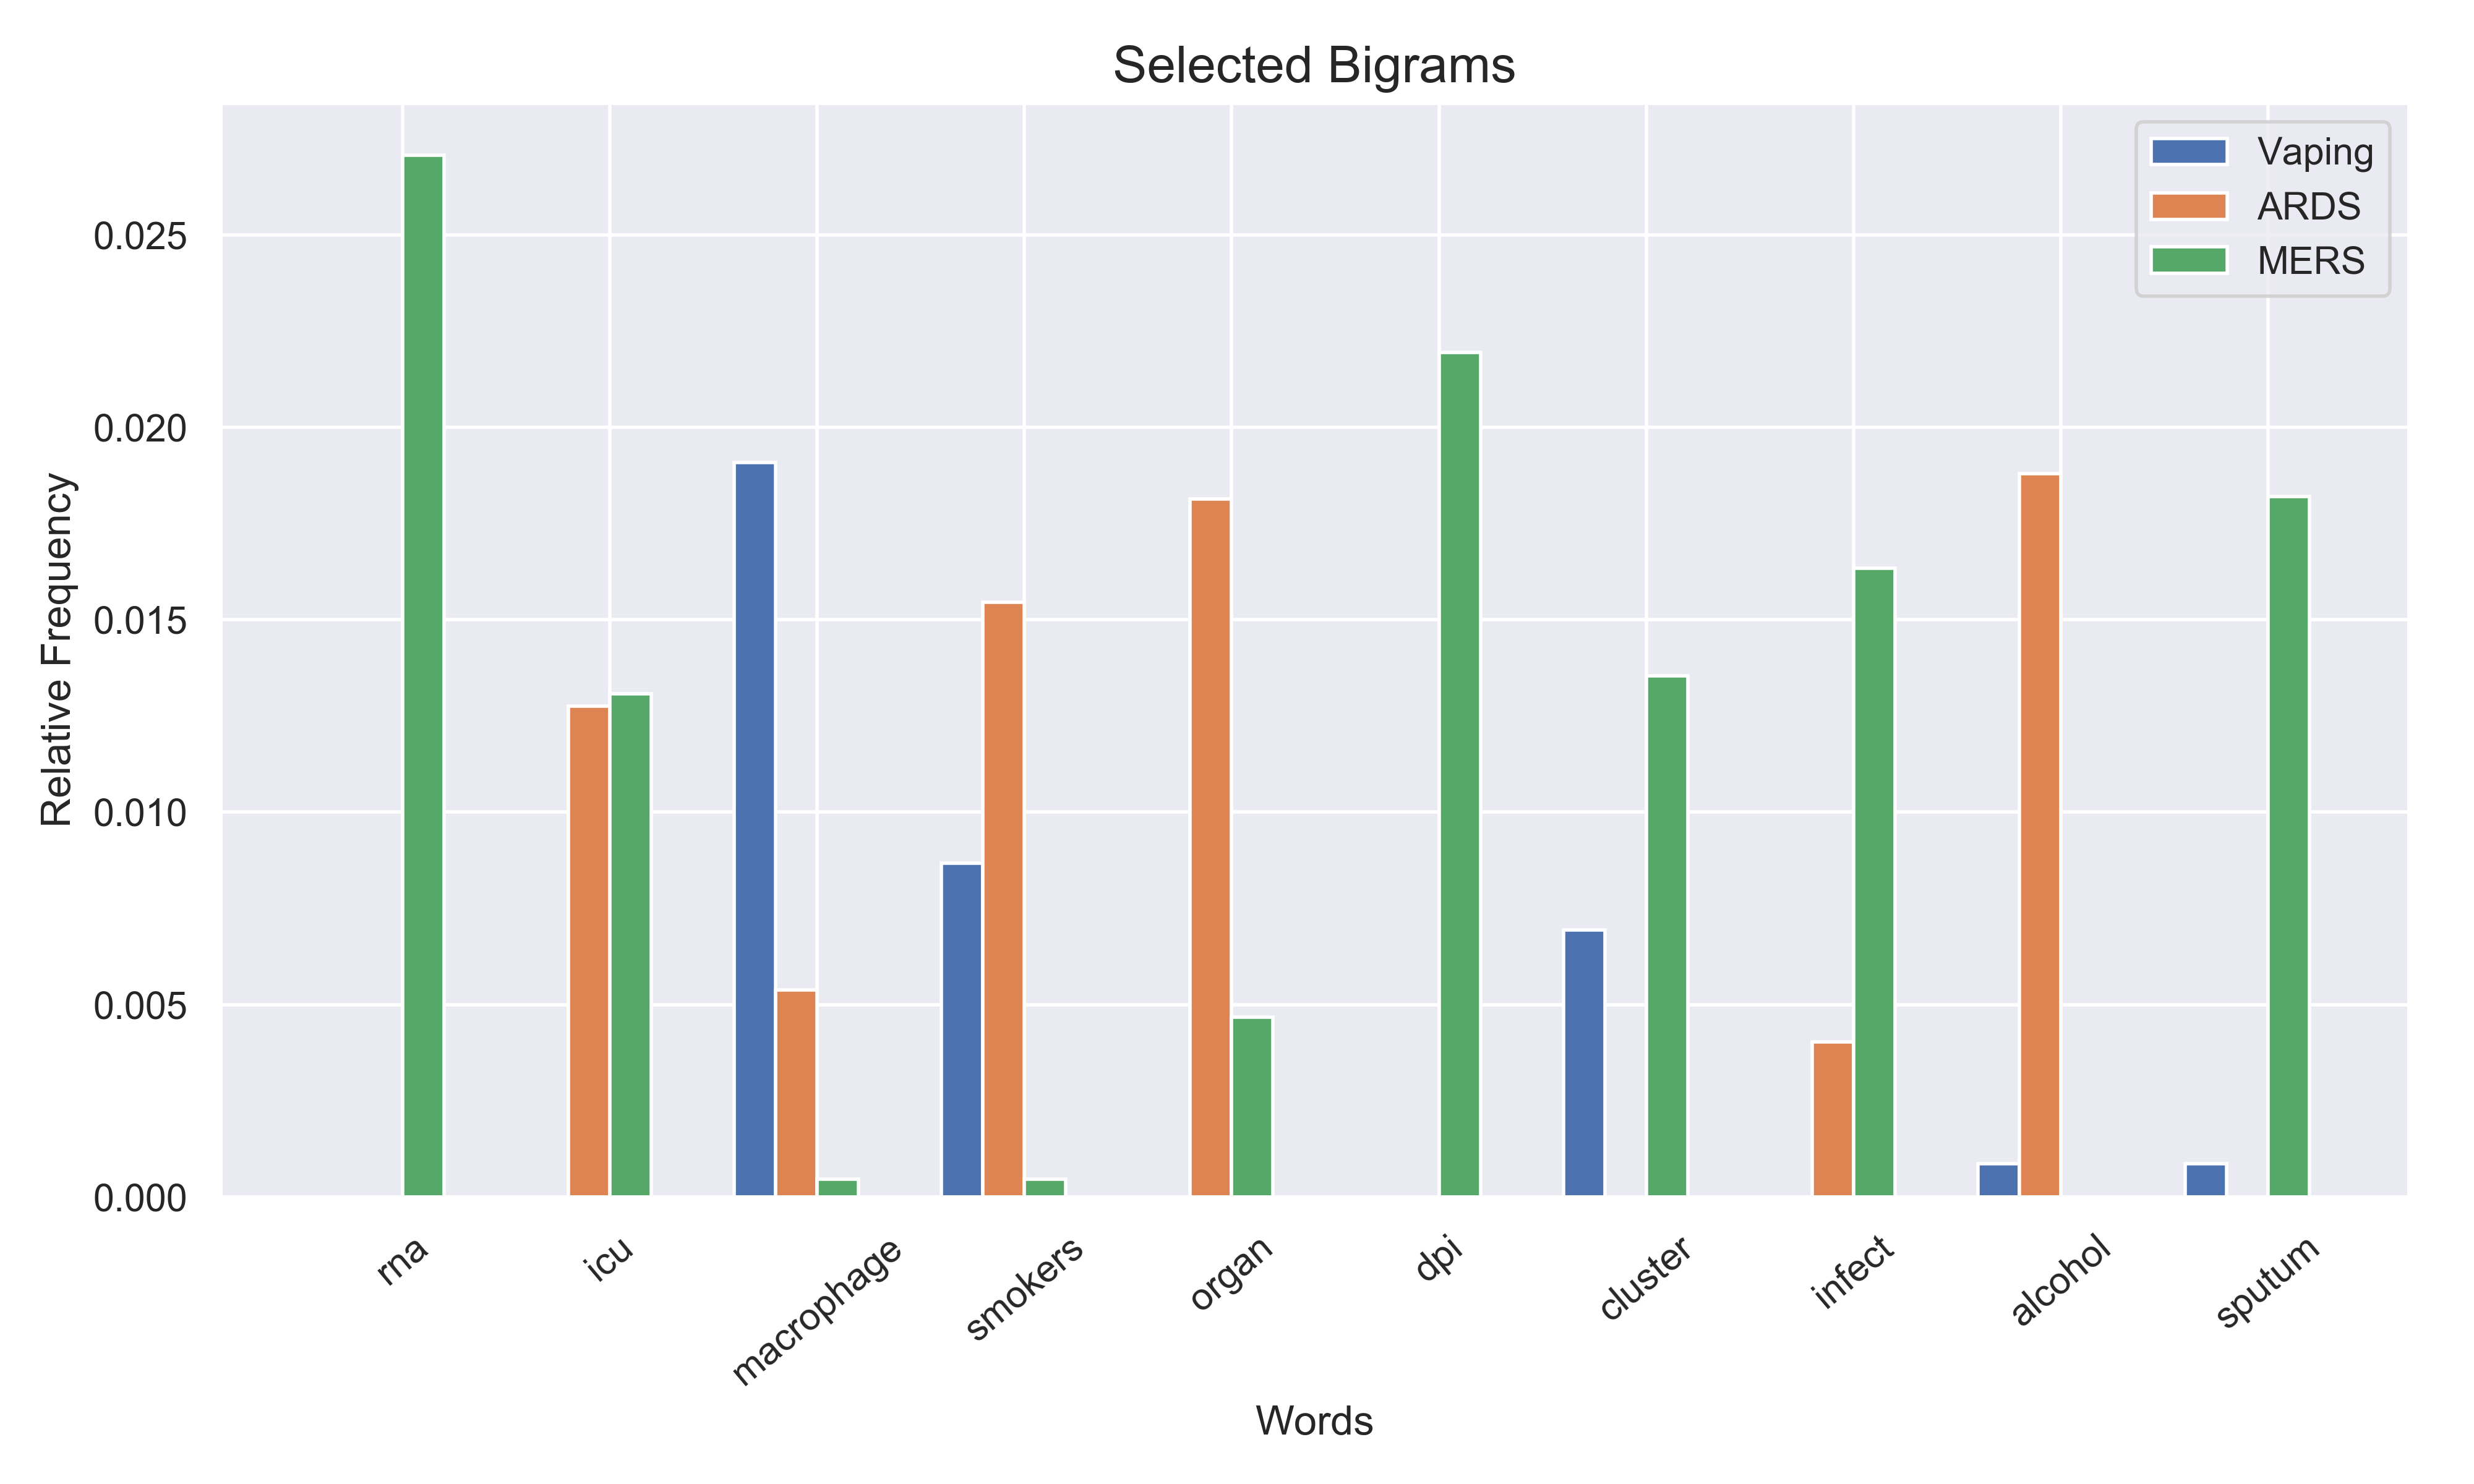 Selected Bigrams
Vaping
ARDS
MERS
Relative Frequency
0.025
0.020
0.015
0.010
0.005
0.000
rna
icu
macrophage
smokers
organ
dpi
cluster
infect
alcohol
sputum
Words